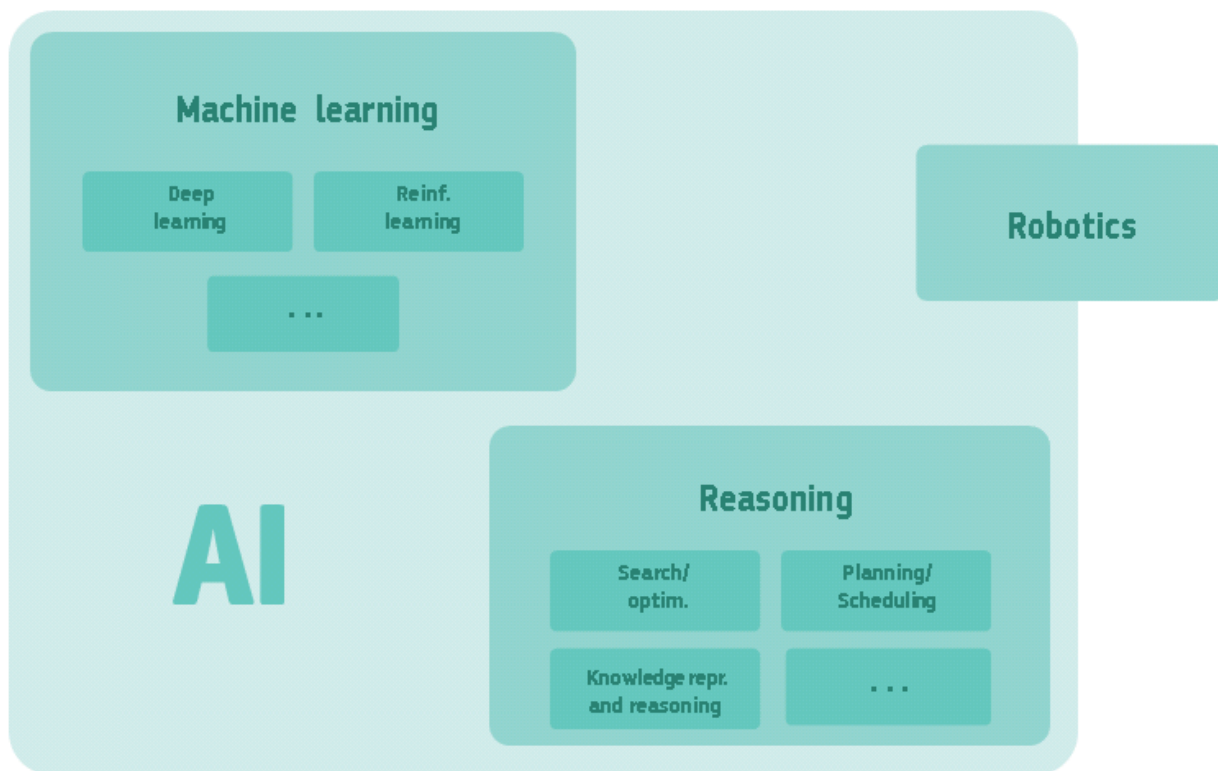 Machine learning
Deep
learning
Reinf.
learning
...
Robotics
AI
Reasoning
Search/
optim.
Planning/
Scheduling
Knowledge repr.
and reasoning
...